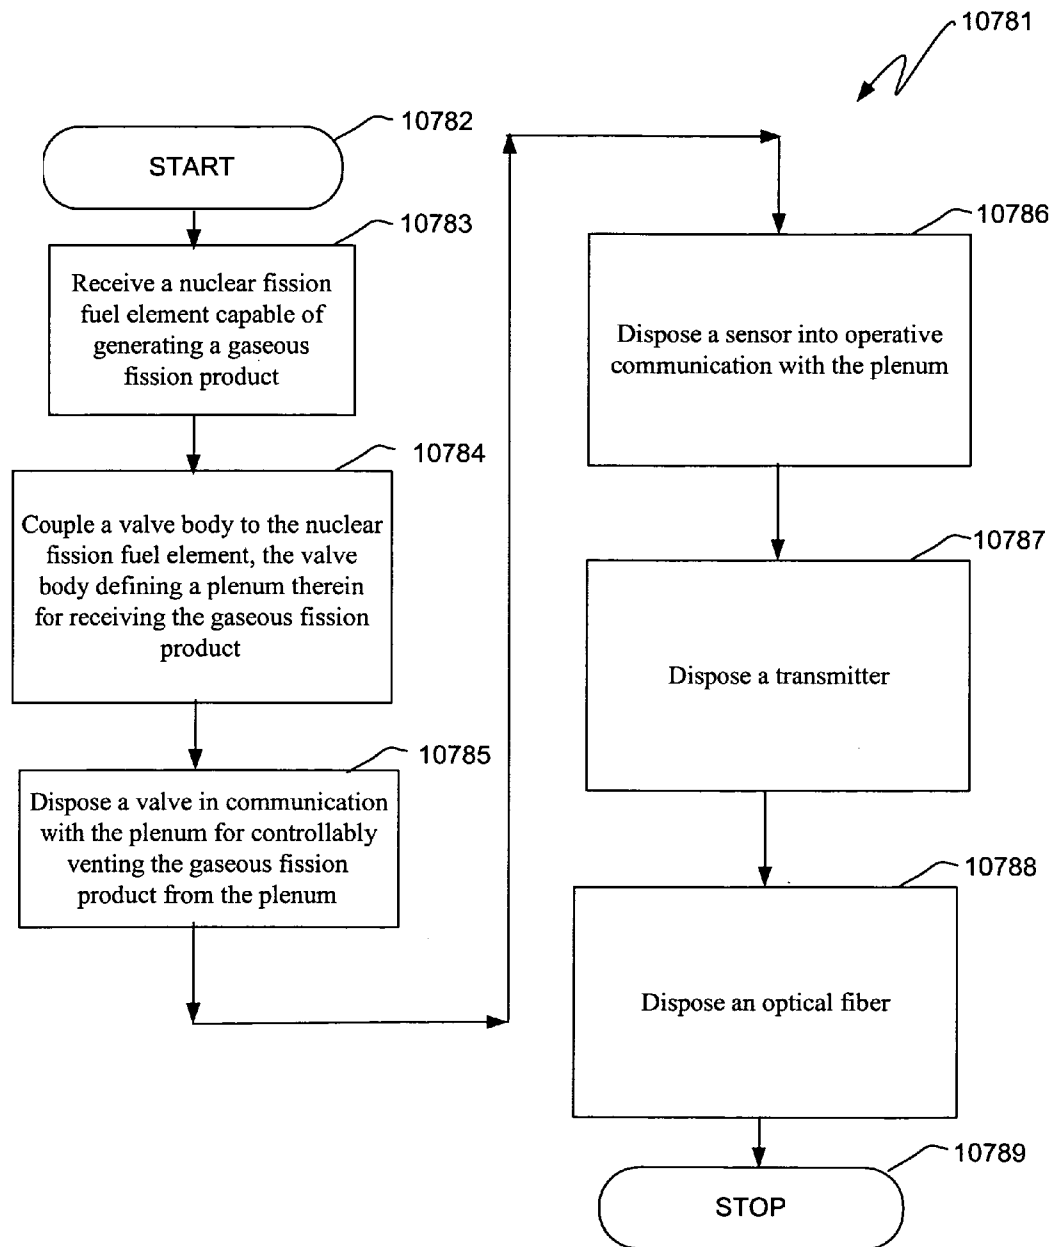 10781
10782
START
10783
Receive a nuclear fission
fuel element capable of
generating a gaseous
fission product
10784
Couple a valve body to the nuclear
fission fuel element, the valve
body defining a plenum therein
for receiving the gaseous fission
product
10785
Dispose a valve in communication
with the plenum for controllably
venting the gaseous fission
product from the plenum
10786
Dispose a sensor into operative
communication with the plenum
10787
Dispose a transmitter
10788
Dispose an optical fiber
10789
STOP